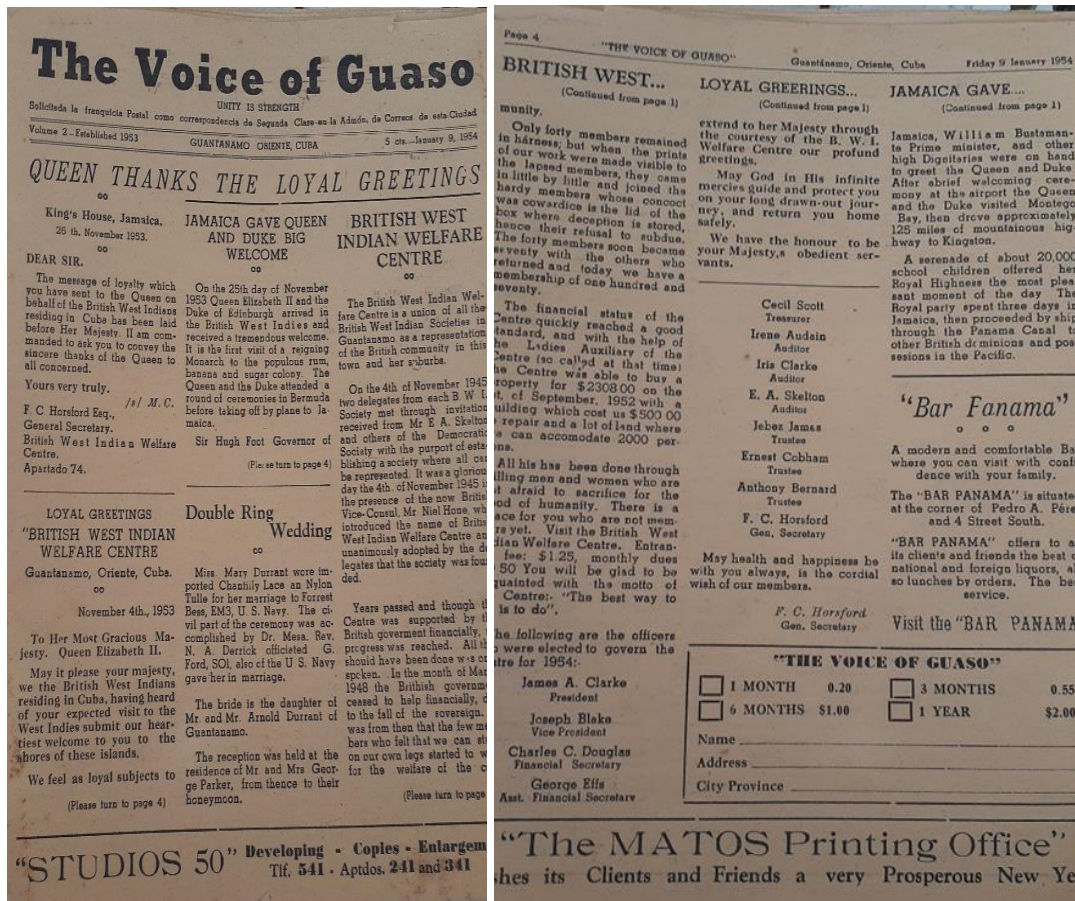 The Voice of Guaso
UNITY IS STRENGTH
Solicitada la franquicia Postal como correspondencia de Segunda Clase en la Admón. de Correos de esta Ciudad
Volume 2 - Established 1953 GUANTANAMO ORIENTE, CUBA 5 cts.—January 9, 1954
QUEEN THANKS THE LOYAL GREETINGS
King's House, Jamaica.
26 th. November 1953.
DEAR SIR.
The message of loyalty which
you have sent to the Queen on
behalf of the British West Indians
residing in Cuba has been laid
before Her Majesty. II am com-
manded to ask you to convey the
sincere thanks of the Queen to
all concerned.
Yours very truly.
/s/ M. C.
F. C Horsford Esq.,
General Secretary.
British West Indian Welfare
Centre.
Apartado 74.
LOYAL GREETINGS
"BRITISH WEST INDIAN
WELFARE CENTRE
Guantanamo, Oriente, Cuba.
November 4th., 1953
To Her Most Gracious Ma-
jesty. Queen Elizabeth II.
May it please your majesty,
we the British West Indians
residing in Cuba, having heard
of your expected visit to the
West Indies submit our hear-
tiest welcome to you to the
shores of these islands.
We feel as loyal subjects to
(Please turn to page 4)
JAMAICA GAVE QUEEN
AND DUKE BIG
WELCOME
On the 25th day of November
1953 Queen Elizabeth II and the
Duke of Edinburgh arrived in
the British West Indies and
received a tremendous welcome.
It is the first visit of a reigning
Monarch to the populous rum,
banana and sugar colony. The
Queen and the Duke attended a
round of ceremonies in Bermuda
before taking off by plane to Ja-
maica.
Sir Hugh Foot Governor of
(Please turn to page 4)
Double Ring
Wedding
Miss. Mary Durrant wore im-
ported Chantily Lace an Nylon
Tulle for her marriage to Forrest
Bess, EM3, U. S. Navy. The ci-
vil part of the ceremony was ac-
complished by Dr. Mesa. Rev.
N. A. Derrick officieted G.
Ford, SOI, also of the U S. Navy
gave her in marriage.
The bride is the daughter of
Mr. and Mr. Arnold Durrant of
Guantanamo.
The reception was held at the
residence of Mr and Mrs Geor-
ge Parker, from thence to their
honeymoon.
BRITISH WEST
INDIAN WELFARE
CENTRE
The British West Indian Wel-
fare Centre is a union of all the
British West Indian Societies in
Guantanamo as a representation
of the British community in this
town and her suburbs.
On the 4th of November 1945
two delegates from each B. W I.
Society met through invitation
received from Mr E A. Skelton
and others of the Democratic
Society with the purport of esta-
blishing a society where all can
be represented. It was a glorious
day the 4th. of November 1945 in
the presence of the now British
Vice-Consul, Mr. Niel Hone, wh
introduced the name of British
West Indian Welfare Centre an
unanimously adopted by the de
legates that the society was foun
ded.
Years passed and though th
Centre was supported by t
British goverment financially,
progress was reached. All th
should have been done was on
spoken. In the month of Mar
1948 the Briithish governm
ceased to help financially,
to the fall of the sovereign.
was from then that the few me
bers who felt that we can st
on our own legs started to w
for the welfare of the c
(Please turn to page
"STUDIOS 50" Developing - Copies - Enlargem
Tlf. 541 - Aptdos. 241 and 341
Page 4 "THE VOICE OF GUASO" Guantánamo, Oriente, Cuba Friday 9 January 1954
BRITISH WEST...
(Continued from page 1)
munity.
Only forty members remained
in harness; but when the prints
of our work were made visible to
the lapsed members, they came
in little by little and joined the
hardy members whose concoct
was cowardice is the lid of the
box where deception is stored,
hence their refusal to subdue.
The forty members soon became
seventy with the others who
returned and today we have a
membership of one hundred and
seventy.
The financial status of the
Centre quickly reached a good
tandard, and with the help of
he Ladies Auxiliary of the
Centre (so called at that time)
he Centre was able to buy a
roperty for $2308 00 on the
t. of September, 1952 with a
uilding which cost us $500 00
repair and a lot of land where
e can accomodate 2000 per-
ns.
All his has been done through
lling men and women who are
t afraid to sacrifice for the
od of humanity. There is a
ace for you who are not mem-
rs yet. Visit the British West
dian Welfare Centre. Entran-
fee: $1.25, monthly dues
50 You will be glad to be
quainted with the motto of
Centre:- "The best way to
is to do".
he following are the officers
were elected to govern the
tre for 1954:-
James A. Clarke
President
Joseph Blake
Vice President
Charles C. Douglas
Financial Secretary
George Effs
Asst. Financial Secretary
LOYAL GREERINGS...
(Continued from page 1)
extend to her Majesty through
the courtesy of the B. W. I.
Welfare Centre our profund
greetings.
May God in His infinite
mercies guide and protect you
on your long drawn-out jour-
ney, and return you home
safely.
We have the honour to be
your Majesty,s obedient ser-
vants.
Cecil Scott
Treasurer
Irene Audain
Auditor
Iris Clarke
Auditor
E. A. Skelton
Auditor
Jebez James
Trustee
Ernest Cobham
Trustee
Anthony Bernard
Trustee
F. C. Horsford
Gen, Secretary
May health and happiness be
with you always, is the cordial
wish of our members.
F. C. Horsford
Gen. Secretary
JAMAICA GAVE...
(Continued from page 1)
Jamaica, William Bustaman-
te Prime minister, and other
high Dignitaries were on hand
to greet the Queen and Duke.
After abrief welcoming cere-
mony at the airport the Queen
and the Duke visited Montego
Bay, then drove approximately
125 miles of mountainous hig-
hway to Kingston.
A serenade of about 20,000
school children offered her
Royal Highness the most plea
sant moment of the day The
Royal party spent three days in
Jamaica, then proceeded by ship
through the Panama Canal to
other British dominions and pos
sesions in the Pacific.
"Bar Fanama"
A modern and comfortable Ba
where you can visit with confi
dence with your family.
The "BAR PANAMA" is situate
at the corner of Pedro A. Pére
and 4 Street South.
"BAR PANAMA" offers to a
its clients and friends the best o
national and foreign liquors, al
so lunches by orders. The be
service.
Visit the "BAR PANAMA
"THE VOICE OF GUASO"
1 MONTH 0.20 3 MONTHS 0.55
6 MONTHS $1.00 1 YEAR $2.00
Name
Address
City Province
"The MATOS Printing Office"
hes its Clients and Friends a very Prosperous New Ye